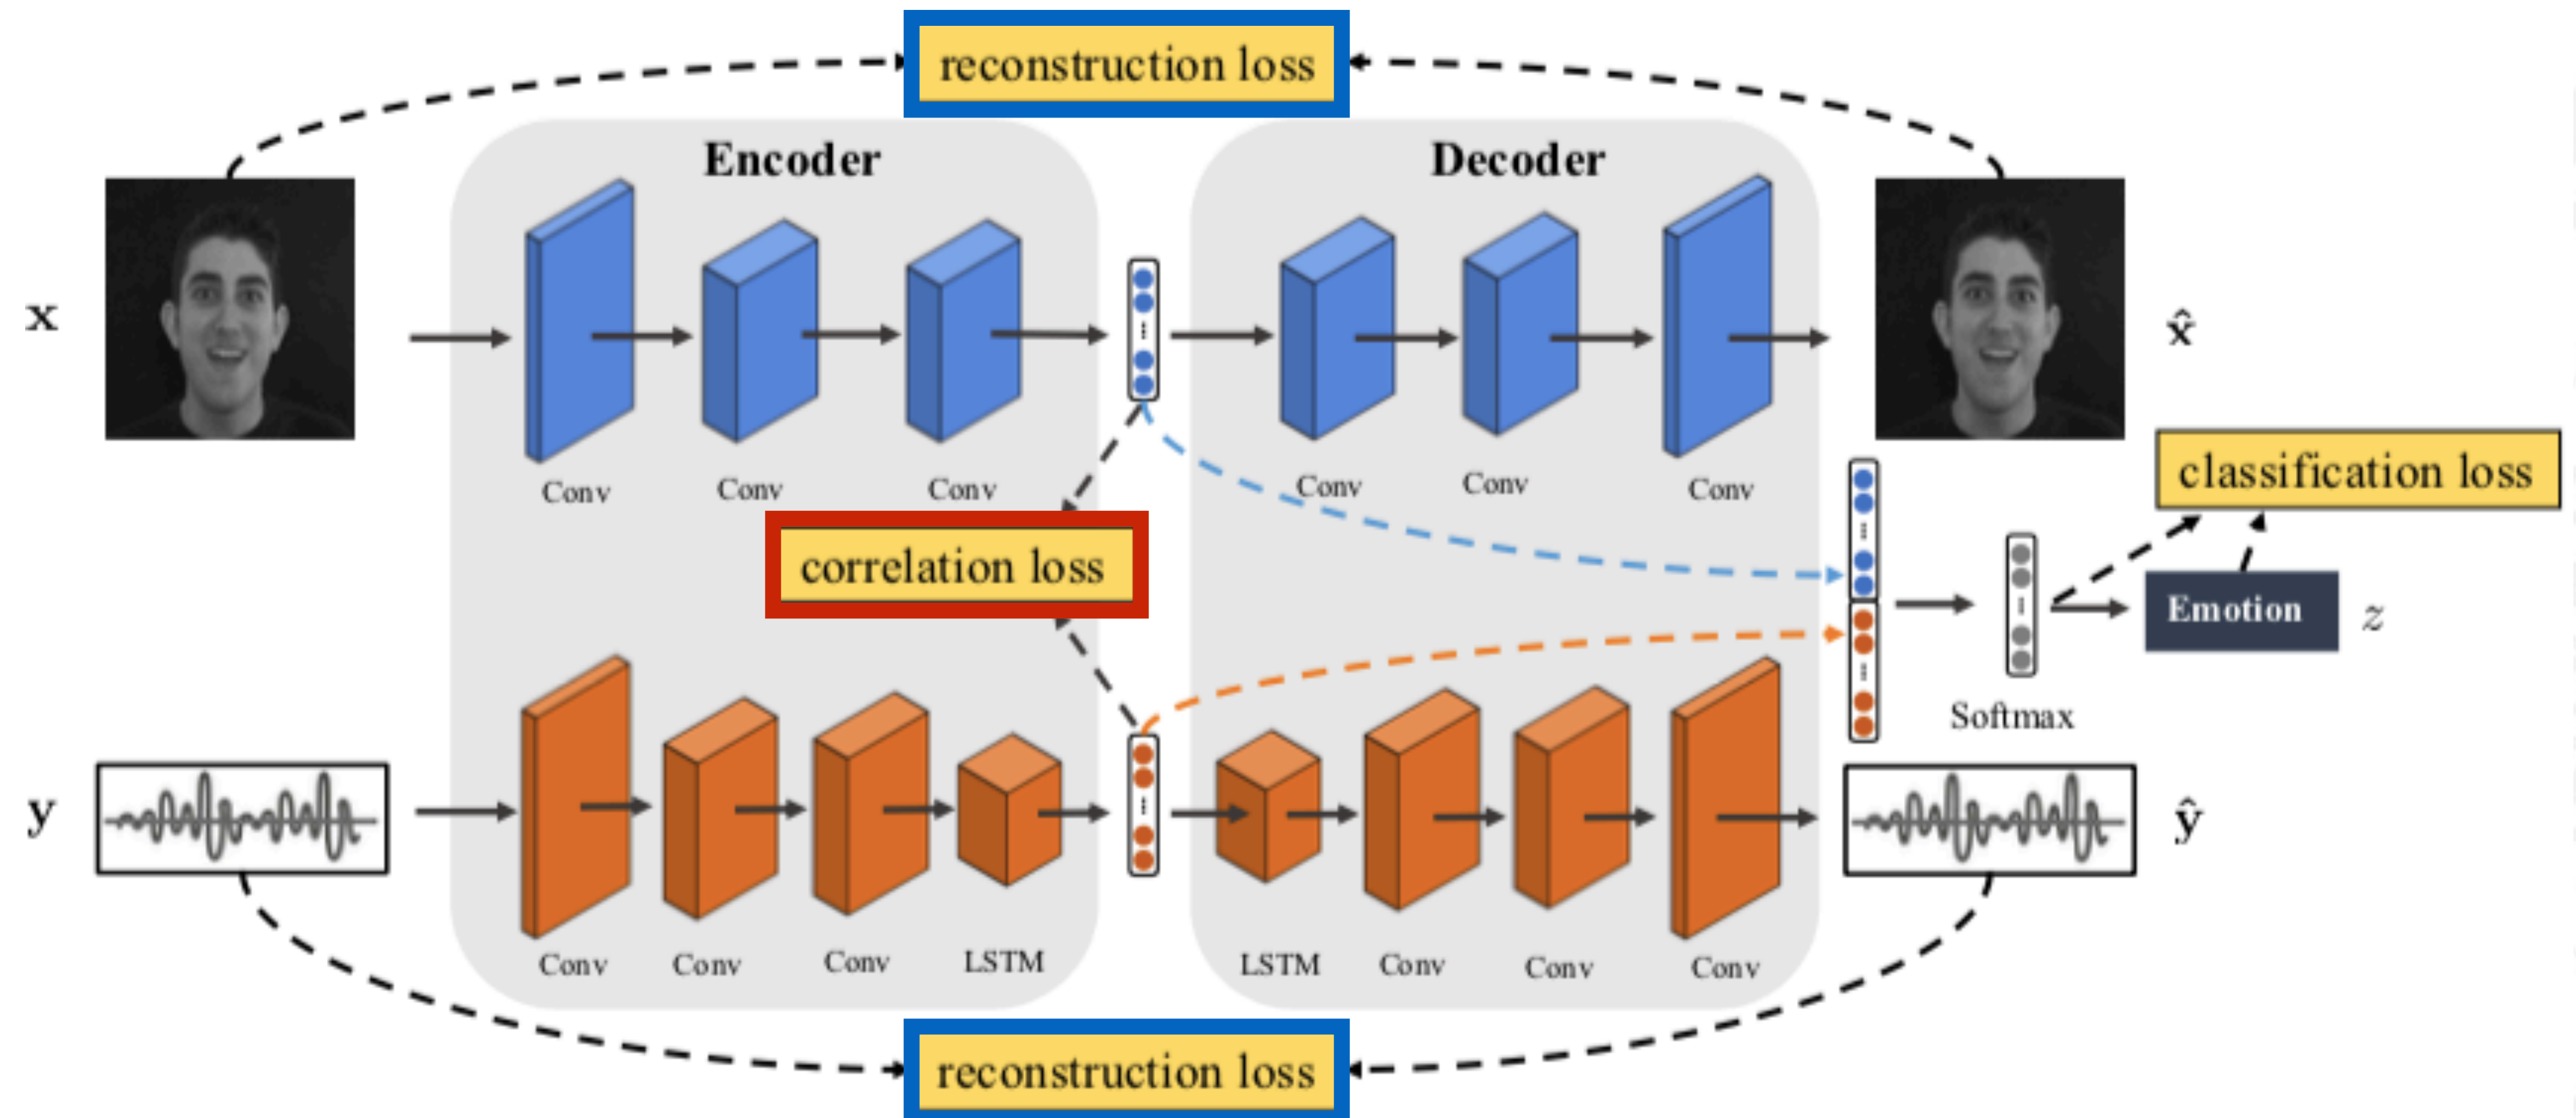 reconstruction loss
Encoder
Decoder
x
x̂
Conv
Conv
Conv
Conv
Conv
Conv
classification loss
correlation loss
Emotion
z
Softmax
y
ŷ
Conv
Conv
Conv
LSTM
LSTM
Conv
Conv
Conv
reconstruction loss